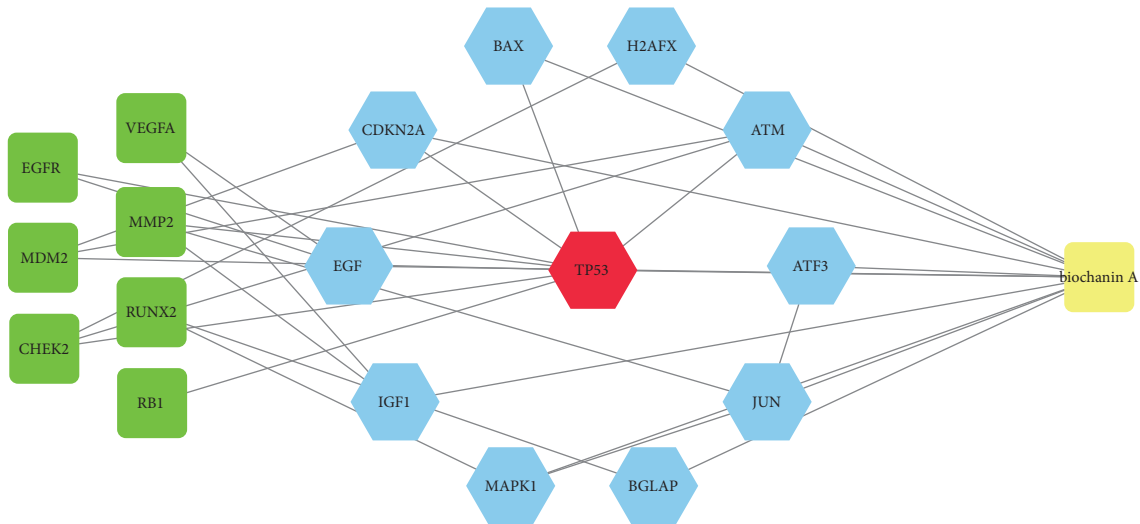 BAX
H2AFX
VEGFA
CDKN2A
ATM
EGFR
MMP2
MDM2
EGF
TP53
ATF3
biochanin A
RUNX2
CHEK2
RB1
IGF1
JUN
MAPK1
BGLAP